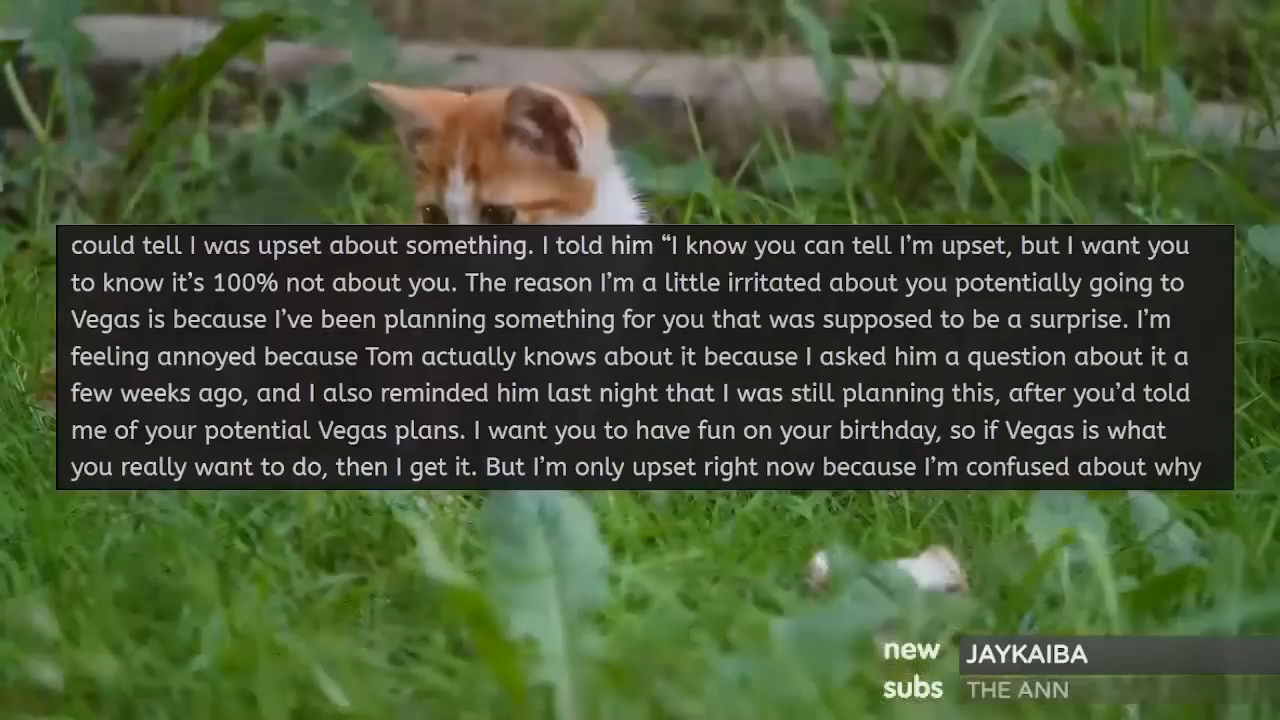 could tell I was upset about something. I told him “I know you can tell I’m upset, but I want you
to know it’s 100% not about you. The reason I’m a little irritated about you potentially going to
Vegas is because I’ve been planning something for you that was supposed to be a surprise. I’m
feeling annoyed because Tom actually knows about it because I asked him a question about it a
few weeks ago, and I also reminded him last night that I was still planning this, after you’d told
me of your potential Vegas plans. I want you to have fun on your birthday, so if Vegas is what
you really want to do, then I get it. But I’m only upset right now because I’m confused about why
new JAYKAIBA
subs THE ANN